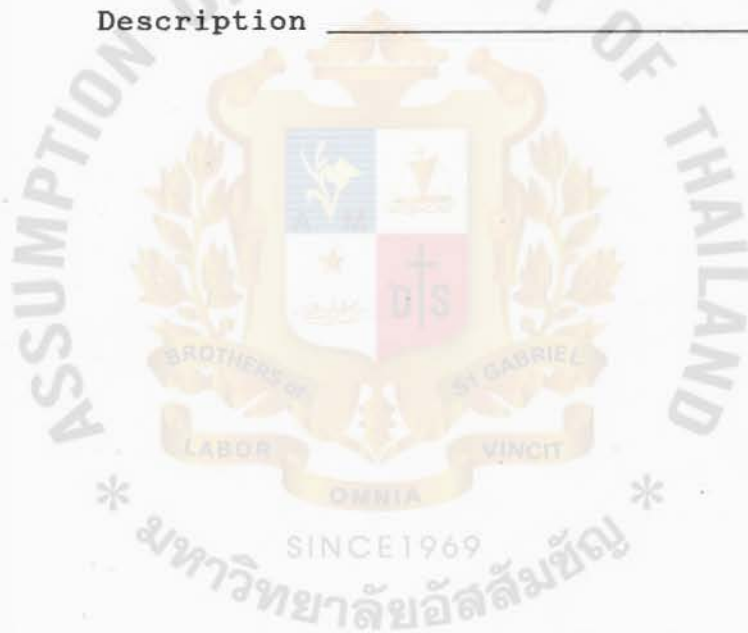 Description
ASSUMPTION
OF THAILAND
A M
D S
BROTHERS of
ST GABRIEL
LABOR
VINCIT
OMNIA
SINCE1969
* มหาวิทยาลัยอัสสัมชัญ *